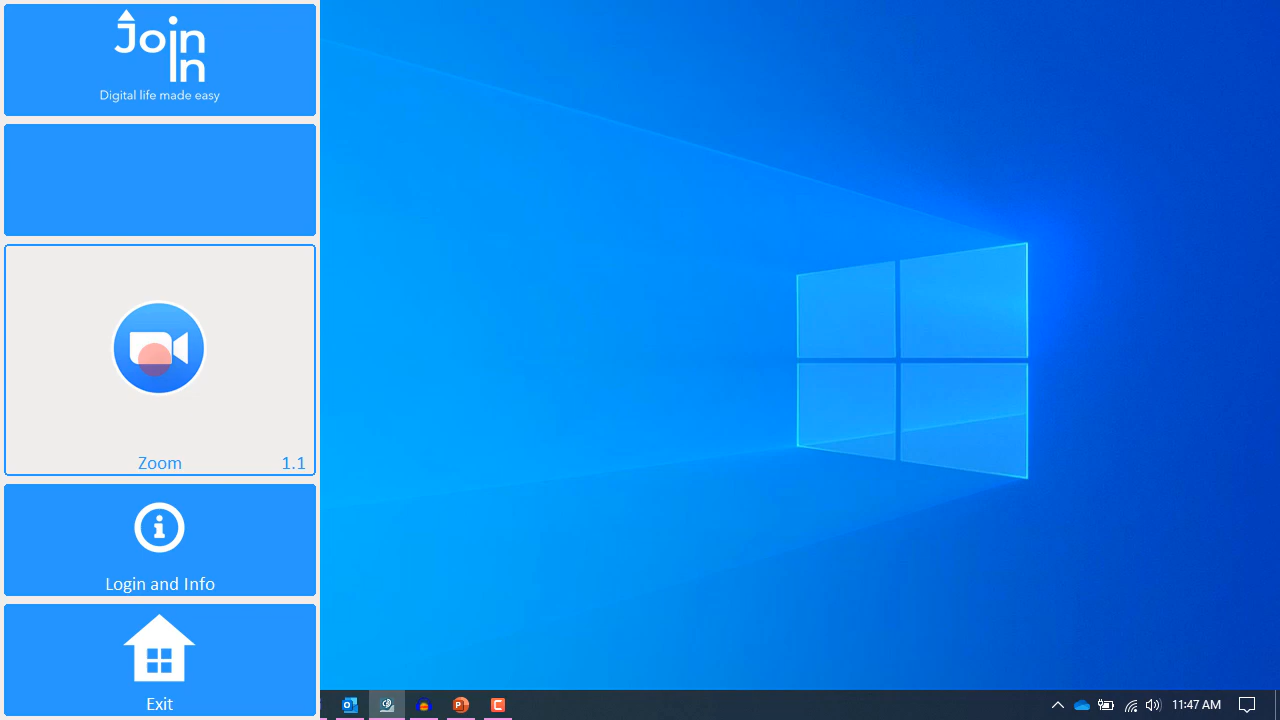 Join
In
Digital life made easy
Zoom 1.1
Login and Info
Exit
11:47 AM